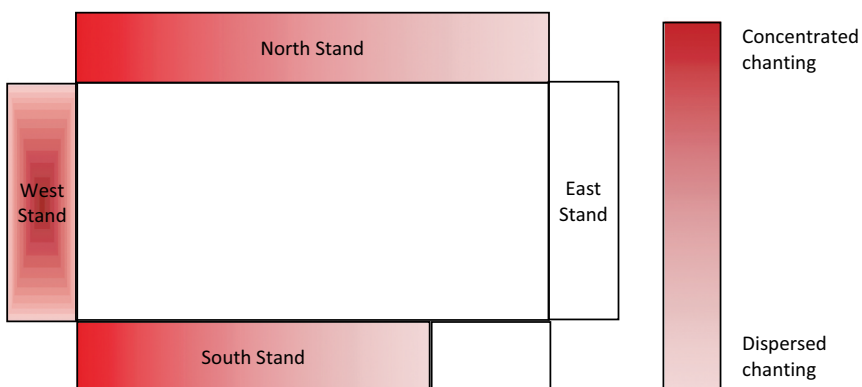 North Stand
West
Stand
East
Stand
South Stand
Concentrated
chanting
Dispersed
chanting